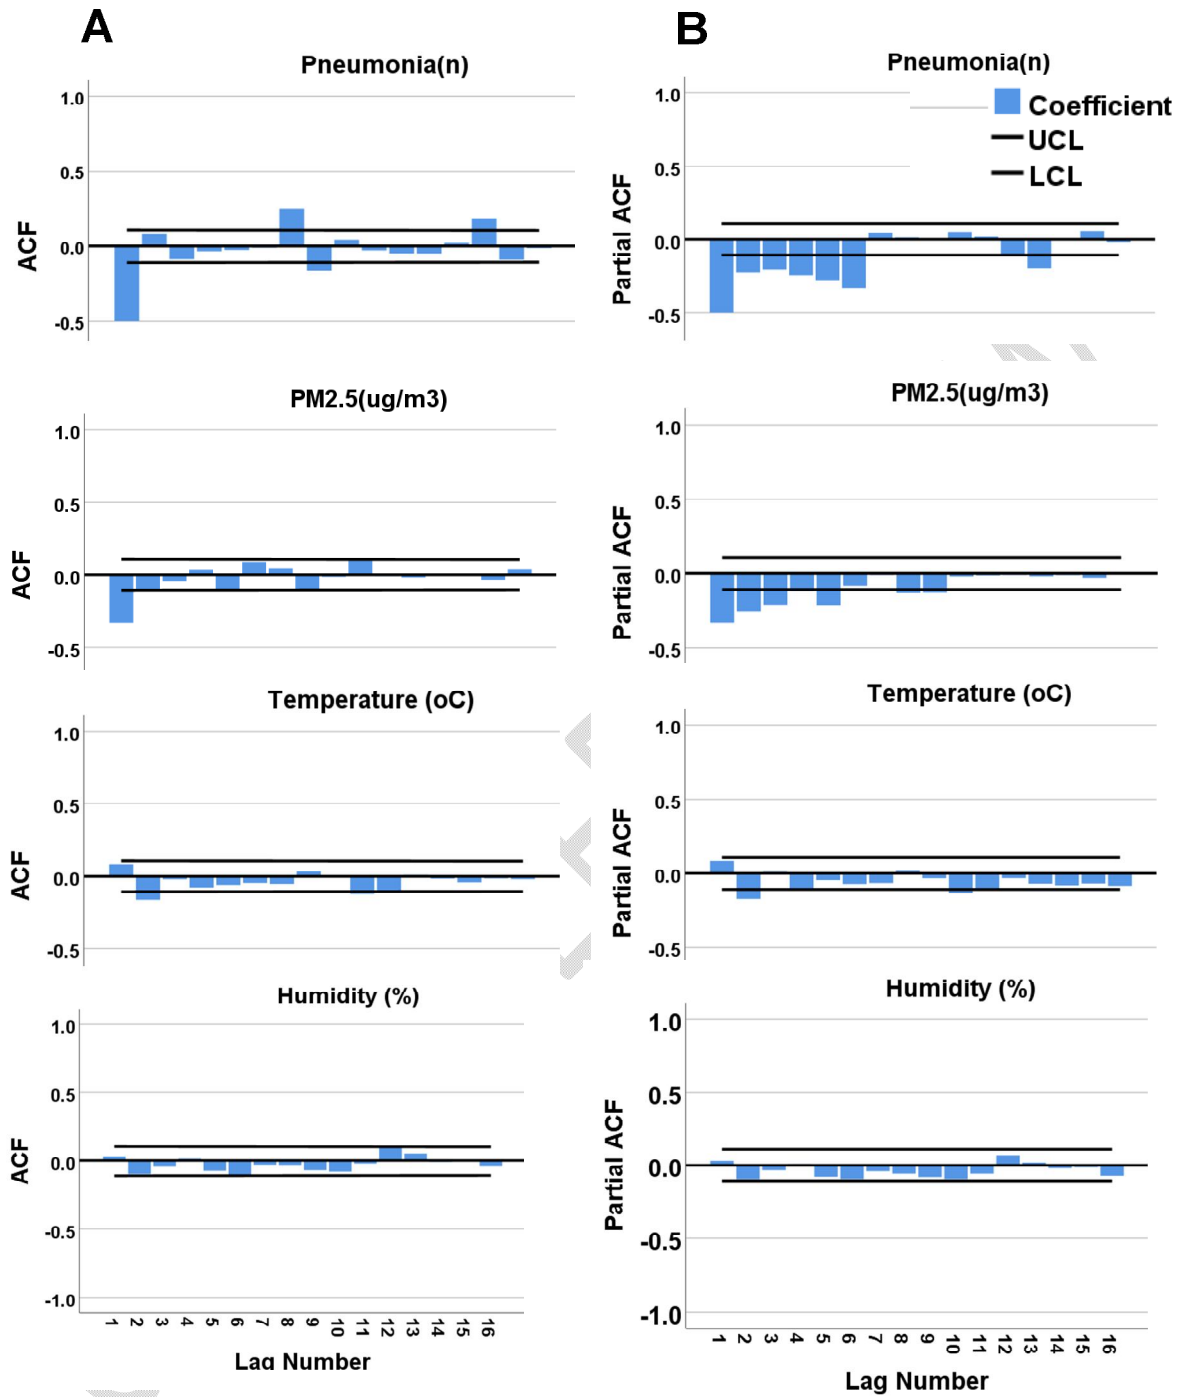 A
Pneumonia(n)
1.0
0.5
0.0
-0.5
ACF
PM2.5(ug/m3)
1.0
0.5
0.0
-0.5
ACF
Temperature (oC)
1.0
0.5
0.0
-0.5
ACF
Humidity (%)
1.0
0.5
0.0
-0.5
-1.0
ACF
1 2 3 4 5 6 7 8 9 10 11 12 13 14 15 16
Lag Number
B
Pneumonia(n)
Coefficient
UCL
LCL
1.0
0.5
0.0
-0.5
Partial ACF
PM2.5(ug/m3)
1.0
0.5
0.0
-0.5
Partial ACF
Temperature (oC)
1.0
0.5
0.0
-0.5
Partial ACF
Humidity (%)
1.0
0.5
0.0
-0.5
-1.0
Partial ACF
1 2 3 4 5 6 7 8 9 10 11 12 13 14 15 16
Lag Number